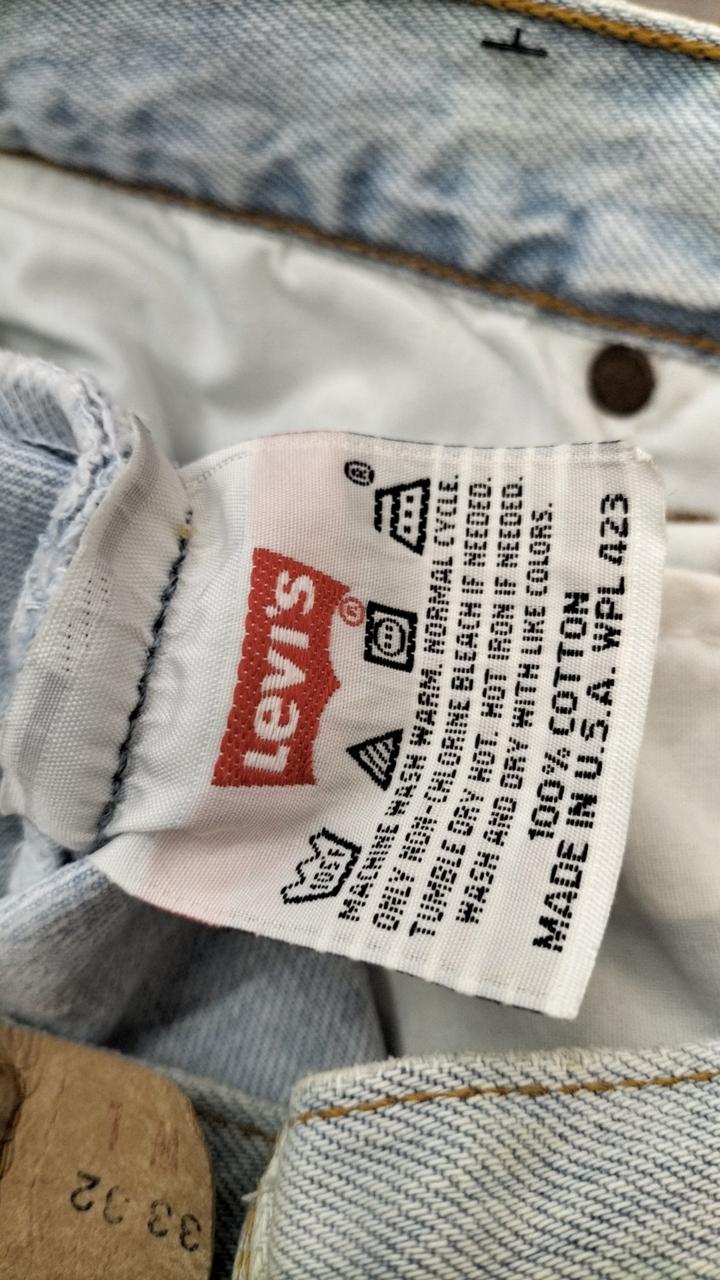 Levi's®
®
105F
MACHINE WASH WARM. NORMAL CYCLE.
ONLY NON-CHLORINE BLEACH IF NEEDED.
TUMBLE DRY HOT. HOT IRON IF NEEDED.
WASH AND DRY WITH LIKE COLORS.
100% COTTON
MADE IN U.S.A. WPL 423
33 32